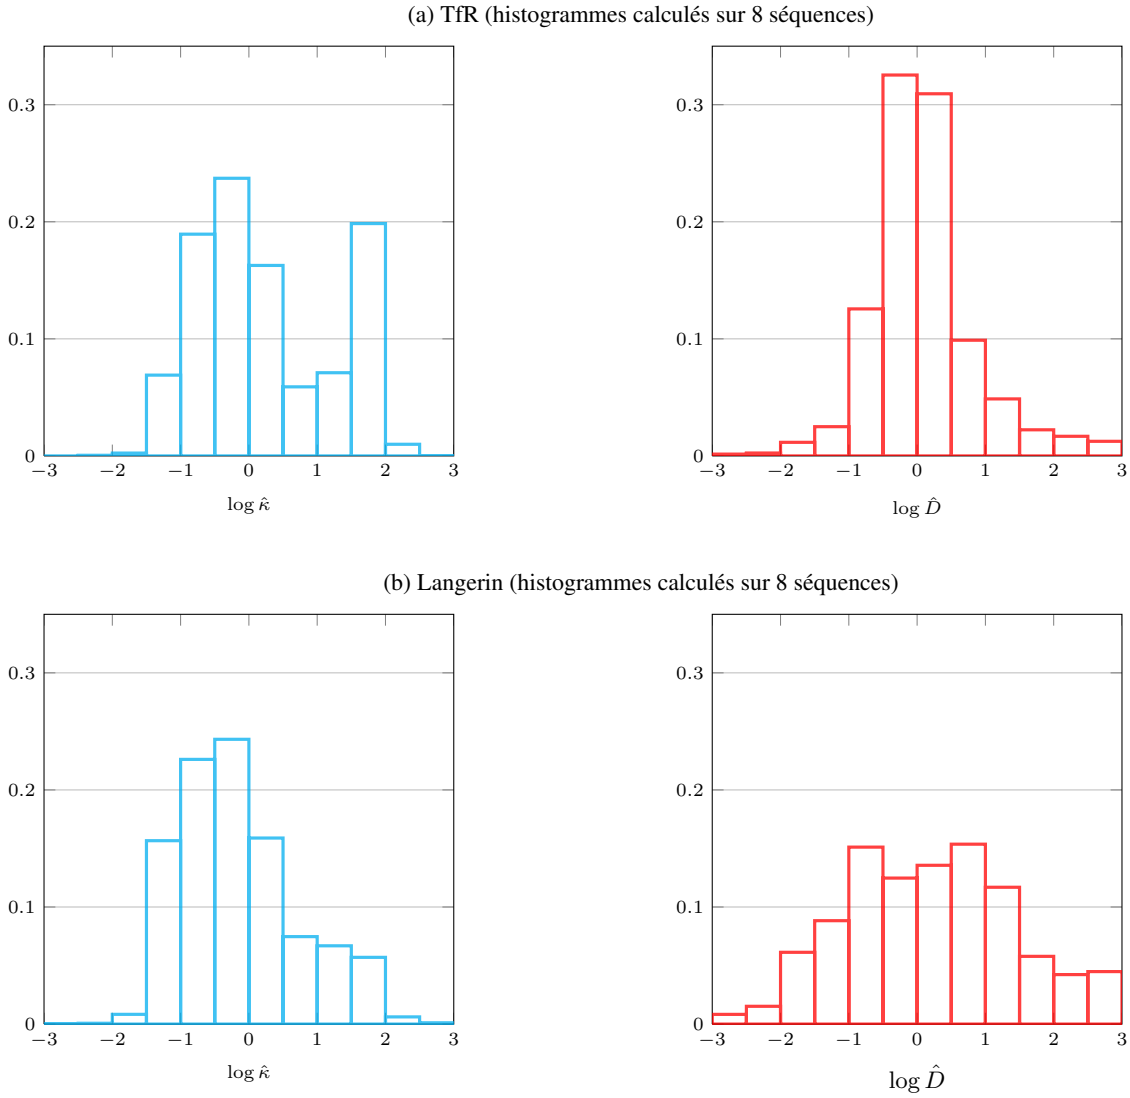 (a) TfR (histogrammes calculés sur 8 séquences)
0.3
0.2
0.1
0
−3 −2 −1 0 1 2 3
log κ̂
0.3
0.2
0.1
0
−3 −2 −1 0 1 2 3
log D̂
(b) Langerin (histogrammes calculés sur 8 séquences)
0.3
0.2
0.1
0
−3 −2 −1 0 1 2 3
log κ̂
0.3
0.2
0.1
0
−3 −2 −1 0 1 2 3
log D̂